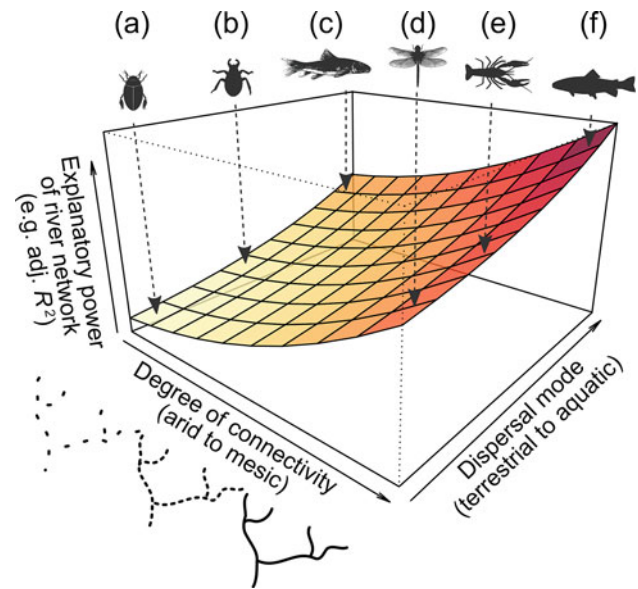 (a) (b) (c) (d) (e) (f)
Explanatory power
of river network
(e.g. adj. R²)
Degree of connectivity
(arid to mesic)
Dispersal mode
(terrestrial to aquatic)